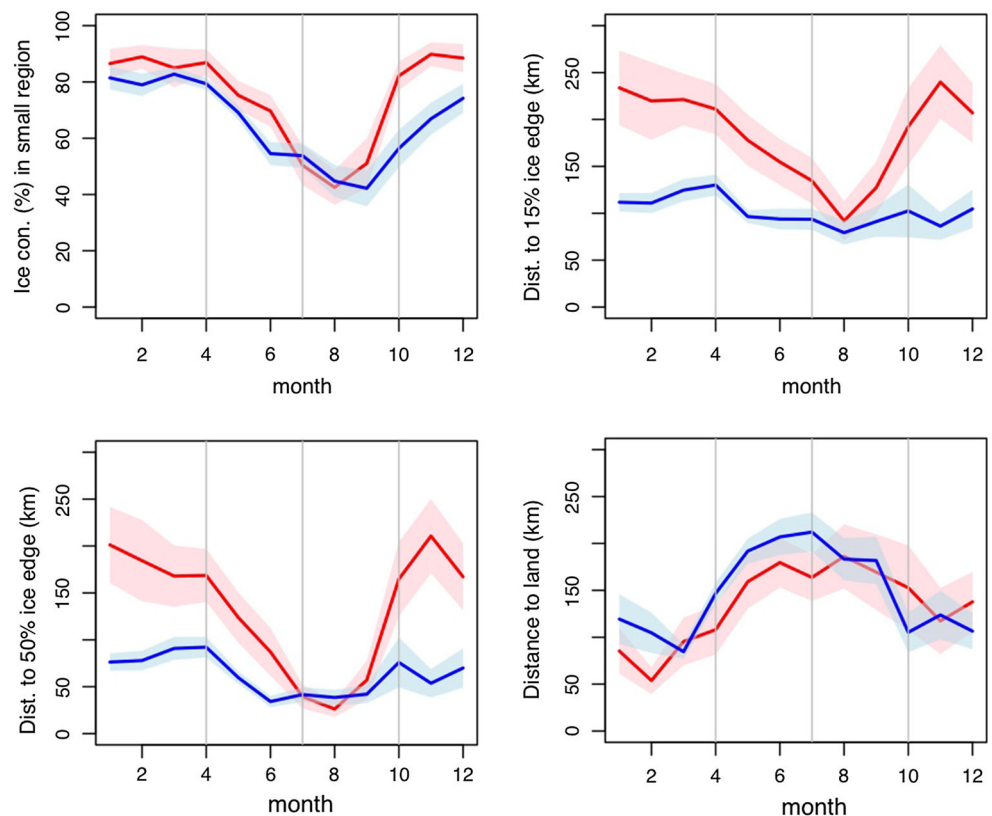 Ice con. (%) in small region
100
80
60
40
20
0
2 4 6 8 10 12
month
Dist. to 15% ice edge (km)
250
150
50
0
2 4 6 8 10 12
month
Dist. to 50% ice edge (km)
250
150
50
0
2 4 6 8 10 12
month
Distance to land (km)
250
150
50
0
2 4 6 8 10 12
month